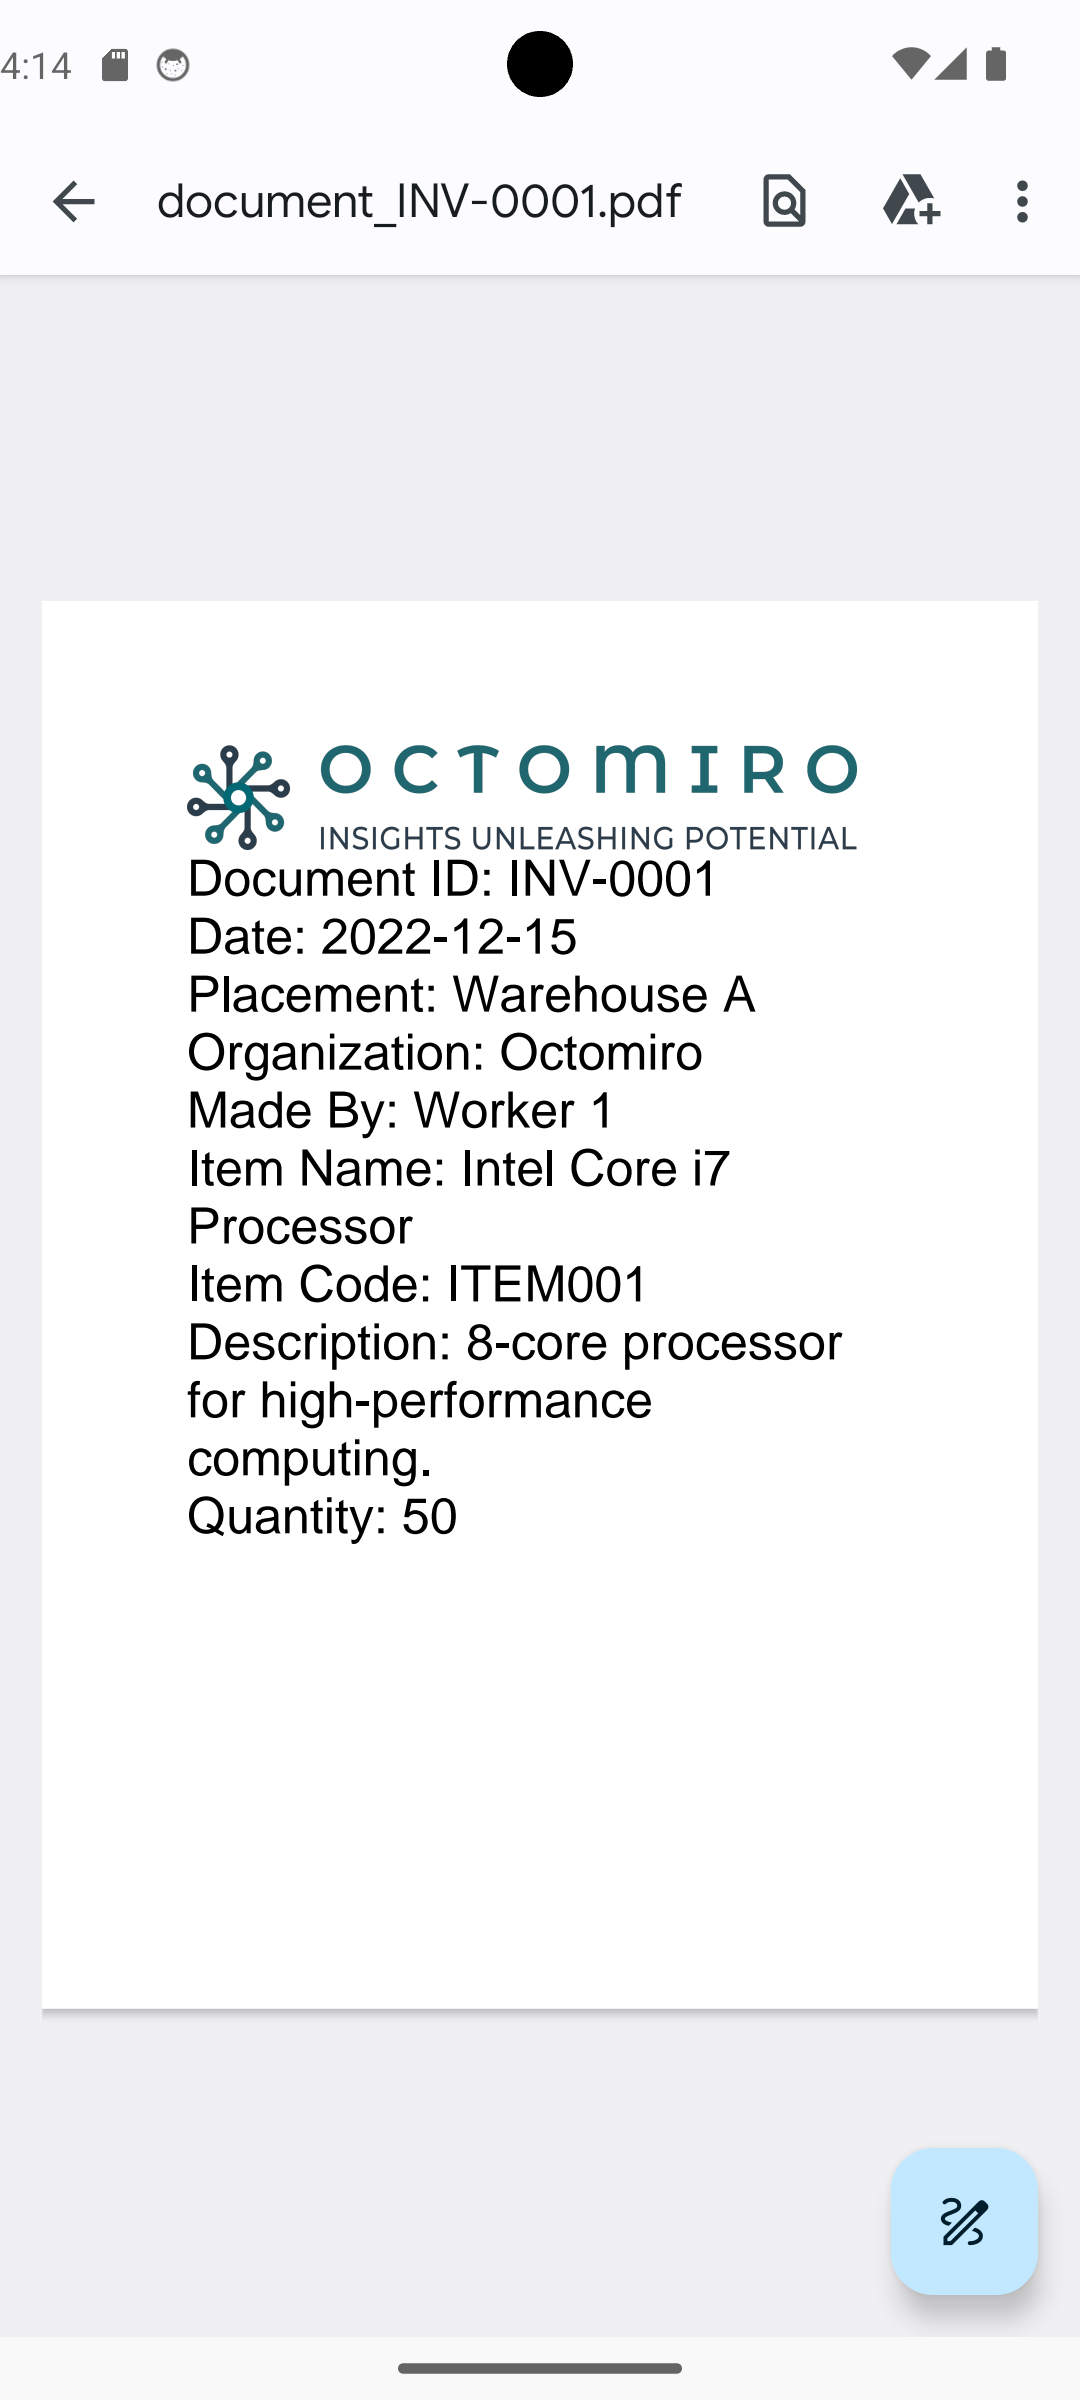 4:14
document_INV-0001.pdf
OCTOMIRO
INSIGHTS UNLEASHING POTENTIAL
Document ID: INV-0001
Date: 2022-12-15
Placement: Warehouse A
Organization: Octomiro
Made By: Worker 1
Item Name: Intel Core i7
Processor
Item Code: ITEM001
Description: 8-core processor
for high-performance
computing.
Quantity: 50